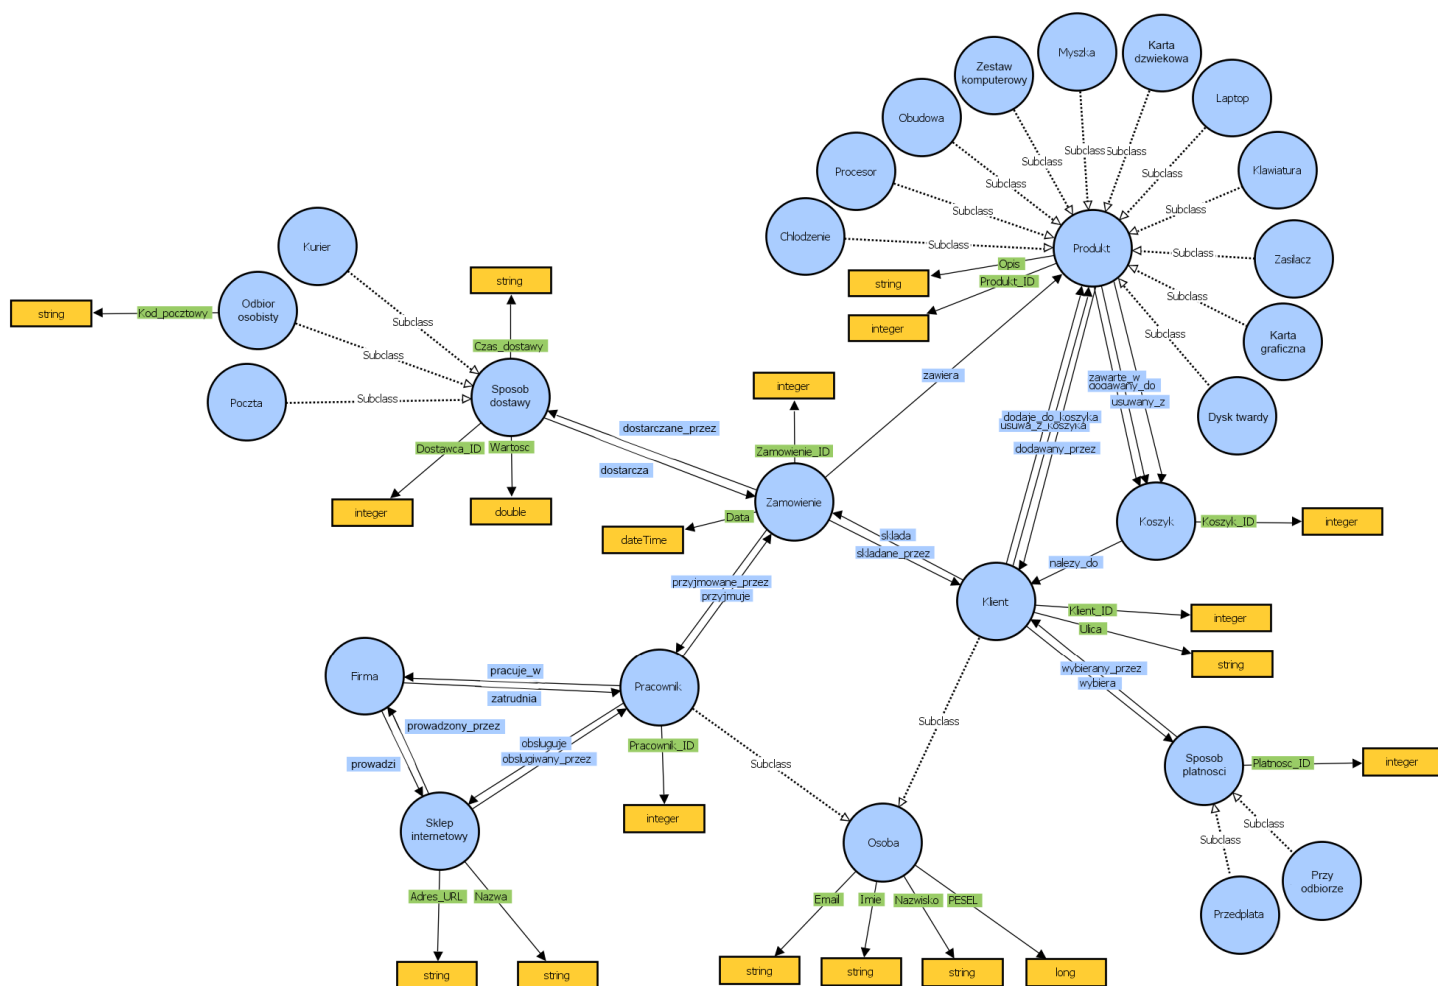 Karta
dzwiekowa
Myszka
Zestaw
komputerowy
Laptop
Obudowa
Procesor
Klawiatura
Chlodzenie
Produkt
Zasilacz
Karta
graficzna
Dysk twardy
Subclass
Subclass
Subclass
Subclass
Subclass
Subclass
Subclass
Subclass
Subclass
Subclass
Subclass
Opis
string
Produkt_ID
integer
Kurier
Odbior
osobisty
Poczta
Kod_pocztowy
string
Subclass
Subclass
Subclass
string
Czas_dostawy
Sposob
dostawy
Dostawca_ID
Wartosc
integer
double
dostarczane_przez
dostarcza
integer
Zamowienie_ID
Zamowienie
Data
dateTime
zawiera
dodaje_do_koszyka
usuwa_z_koszyka
dodawany_przez
zawarte_w
dodawany_do
usuwany_z
Koszyk
Koszyk_ID
integer
nalezy_do
sklada
skladane_przez
Klient
Klient_ID
integer
Ulica
string
przyjmowane_przez
przyjmuje
Firma
pracuje_w
zatrudnia
Pracownik
prowadzony_przez
prowadzi
obsluguje
obslugiwany_przez
Pracownik_ID
integer
Subclass
Subclass
wybierany_przez
wybiera
Sposob
platnosci
Platnosc_ID
integer
Subclass
Subclass
Przy
odbiorze
Przedplata
Sklep
internetowy
Adres_URL
Nazwa
string
string
Osoba
Email
Imie
Nazwisko
PESEL
string
string
string
long